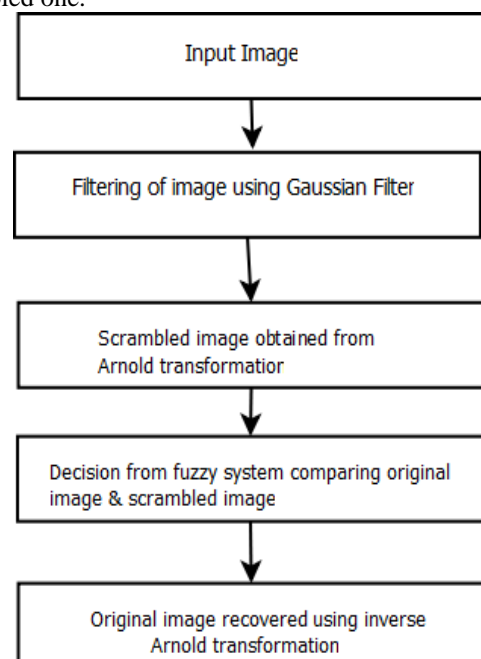 one.
Input Image
Filtering of image using Gaussian Filter
Scrambled image obtained from
Arnold transformation
Decision from fuzzy system comparing original
image & scrambled image
Original image recovered using inverse
Arnold transformation